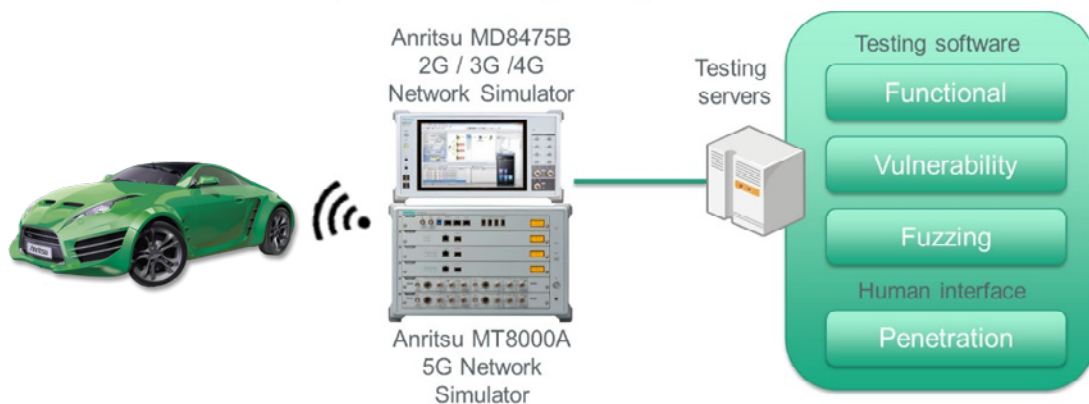 Anritsu MD8475B
2G / 3G /4G
Network Simulator
Testing
servers
Testing software
Functional
Vulnerability
Fuzzing
Human interface
Penetration
Anritsu
Anritsu MT8000A
5G Network
Simulator